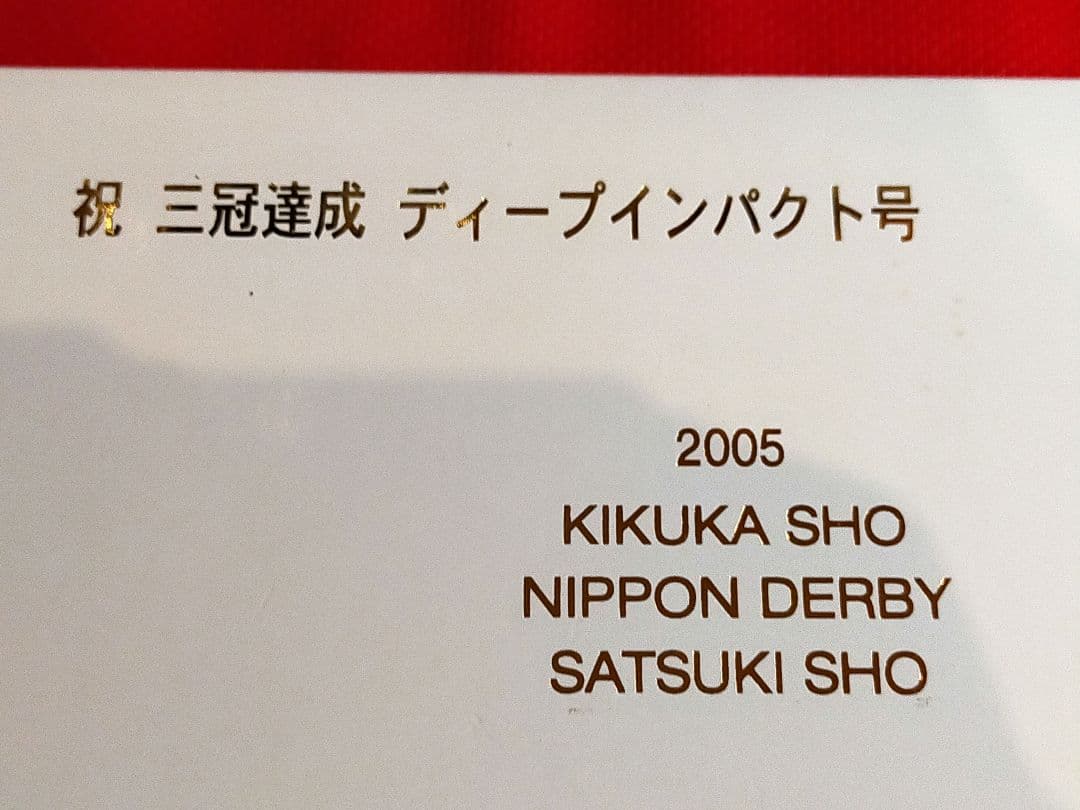 祝 三冠達成 ディープインパクト号
2005
KIKUKA SHO
NIPPON DERBY
SATSUKI SHO